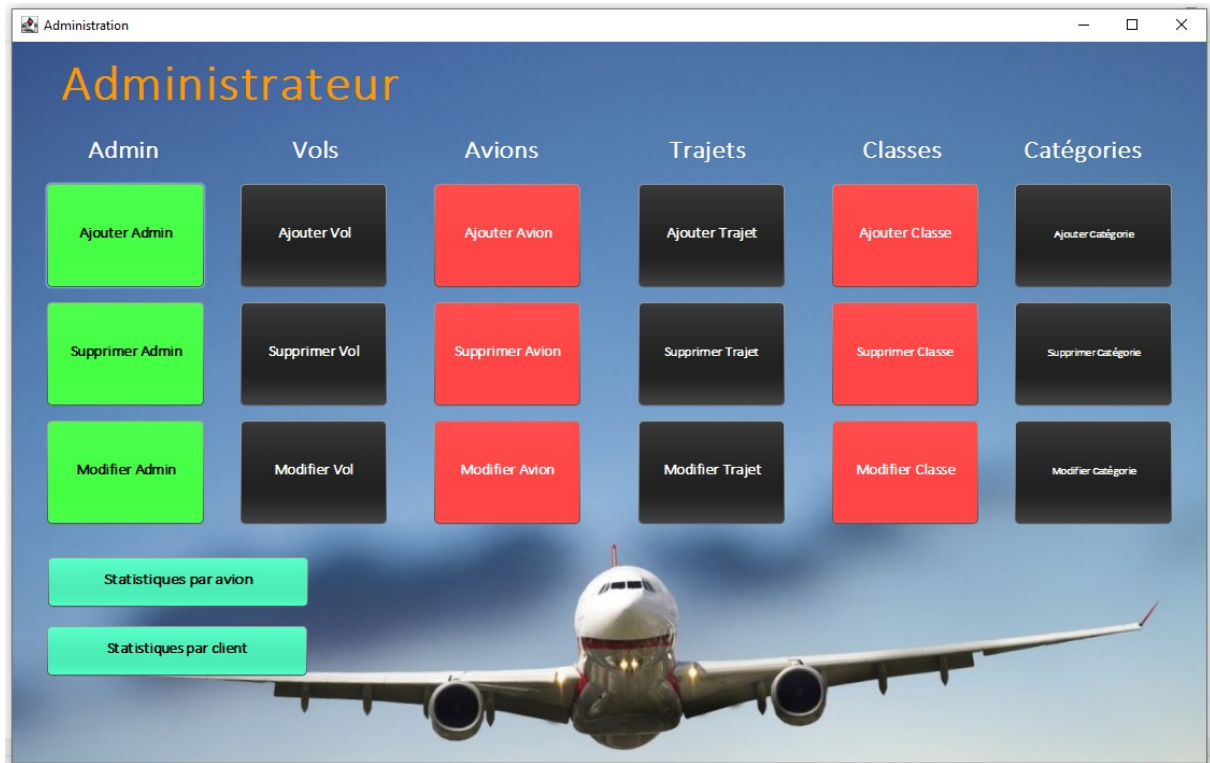 Administration
Administrateur
Admin Vols Avions Trajets Classes Catégories
Ajouter Admin Ajouter Vol Ajouter Avion Ajouter Trajet Ajouter Classe Ajouter Catégorie
Supprimer Admin Supprimer Vol Supprimer Avion Supprimer Trajet Supprimer Classe Supprimer Catégorie
Modifier Admin Modifier Vol Modifier Avion Modifier Trajet Modifier Classe Modifier Catégorie
Statistiques par avion
Statistiques par client